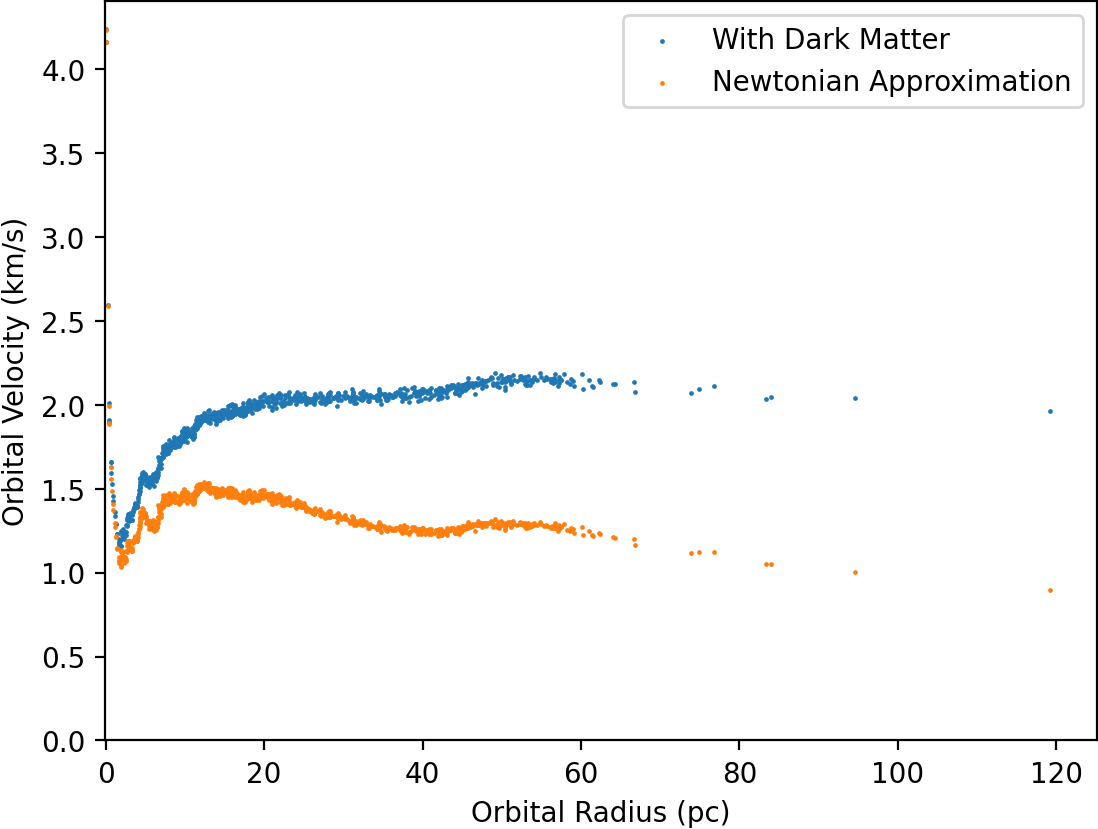 With Dark Matter
Newtonian Approximation
4.0
3.5
3.0
2.5
2.0
1.5
1.0
0.5
0.0
Orbital Velocity (km/s)
0 20 40 60 80 100 120
Orbital Radius (pc)